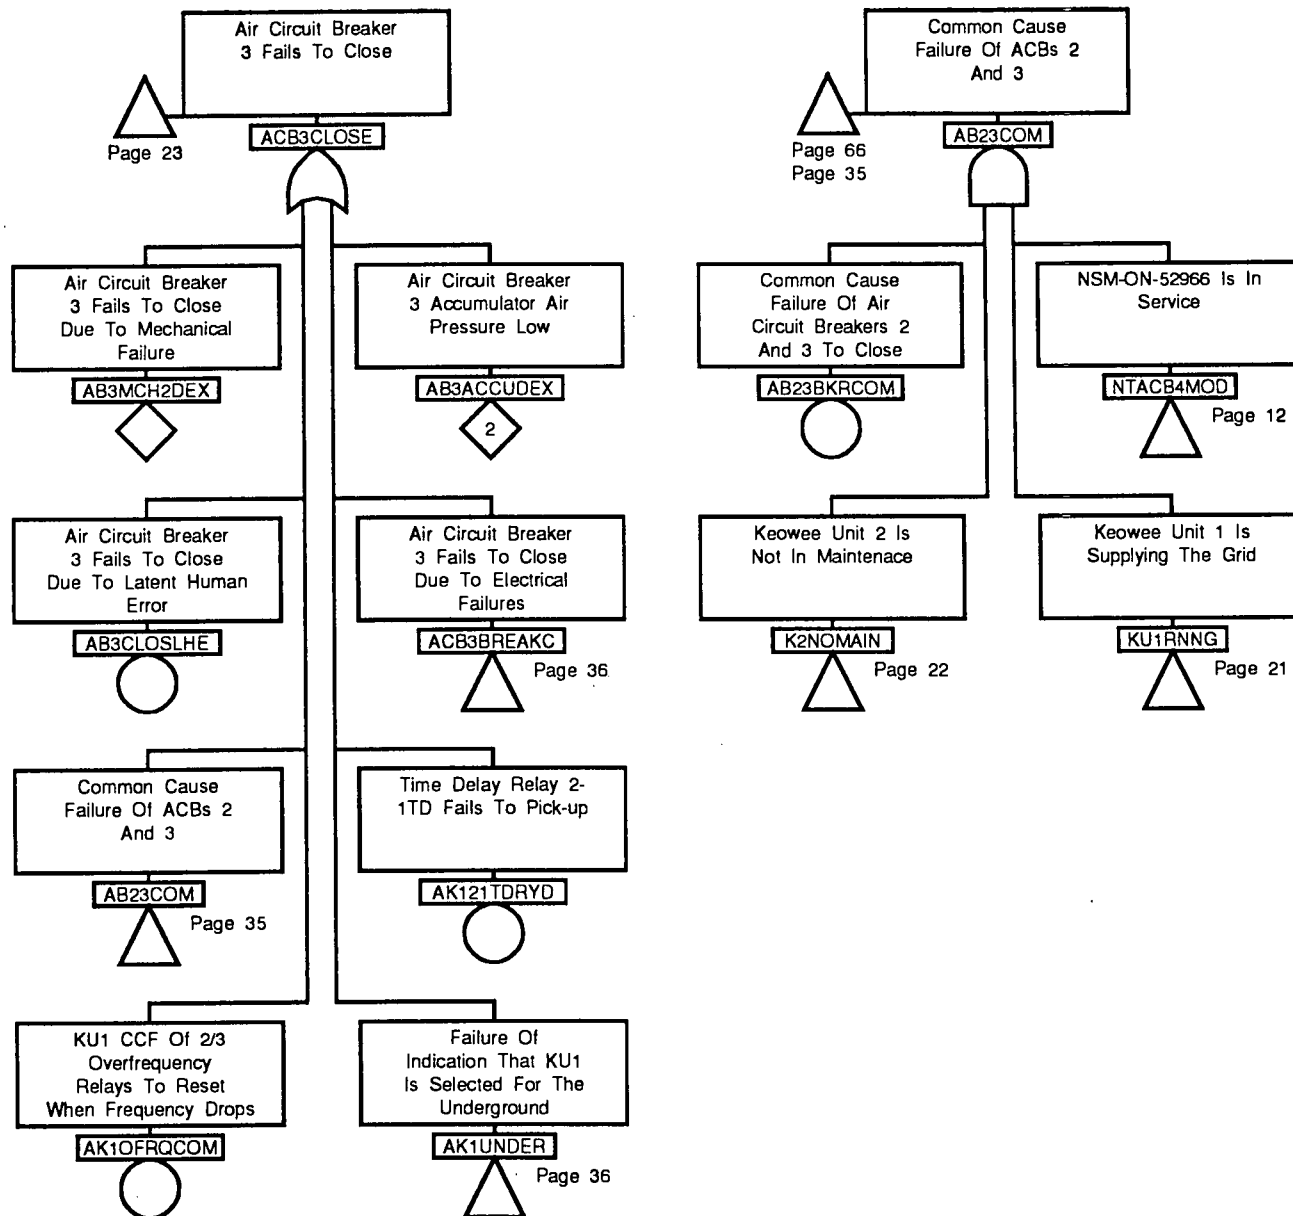 Air Circuit Breaker
3 Fails To Close
Page 23
ACB3CLOSE
Air Circuit Breaker
3 Fails To Close
Due To Mechanical
Failure
AB3MCH2DEX
Air Circuit Breaker
3 Accumulator Air
Pressure Low
AB3ACCUDEX
2
Air Circuit Breaker
3 Fails To Close
Due To Latent Human
Error
AB3CLOSLHE
Air Circuit Breaker
3 Fails To Close
Due To Electrical
Failures
ACB3BREAKC
Page 36
Common Cause
Failure Of ACBs 2
And 3
AB23COM
Page 35
Time Delay Relay 2-
1TD Fails To Pick-up
AK121TDRYD
KU1 CCF Of 2/3
Overfrequency
Relays To Reset
When Frequency Drops
AK1OFRQCOM
Failure Of
Indication That KU1
Is Selected For The
Underground
AK1UNDER
Page 36
Common Cause
Failure Of ACBs 2
And 3
Page 66
Page 35
AB23COM
Common Cause
Failure Of Air
Circuit Breakers 2
And 3 To Close
AB23BKRCOM
NSM-ON-52966 Is In
Service
NTACB4MOD
Page 12
Keowee Unit 2 Is
Not In Maintenace
K2NOMAIN
Page 22
Keowee Unit 1 Is
Supplying The Grid
KU1RNNG
Page 21